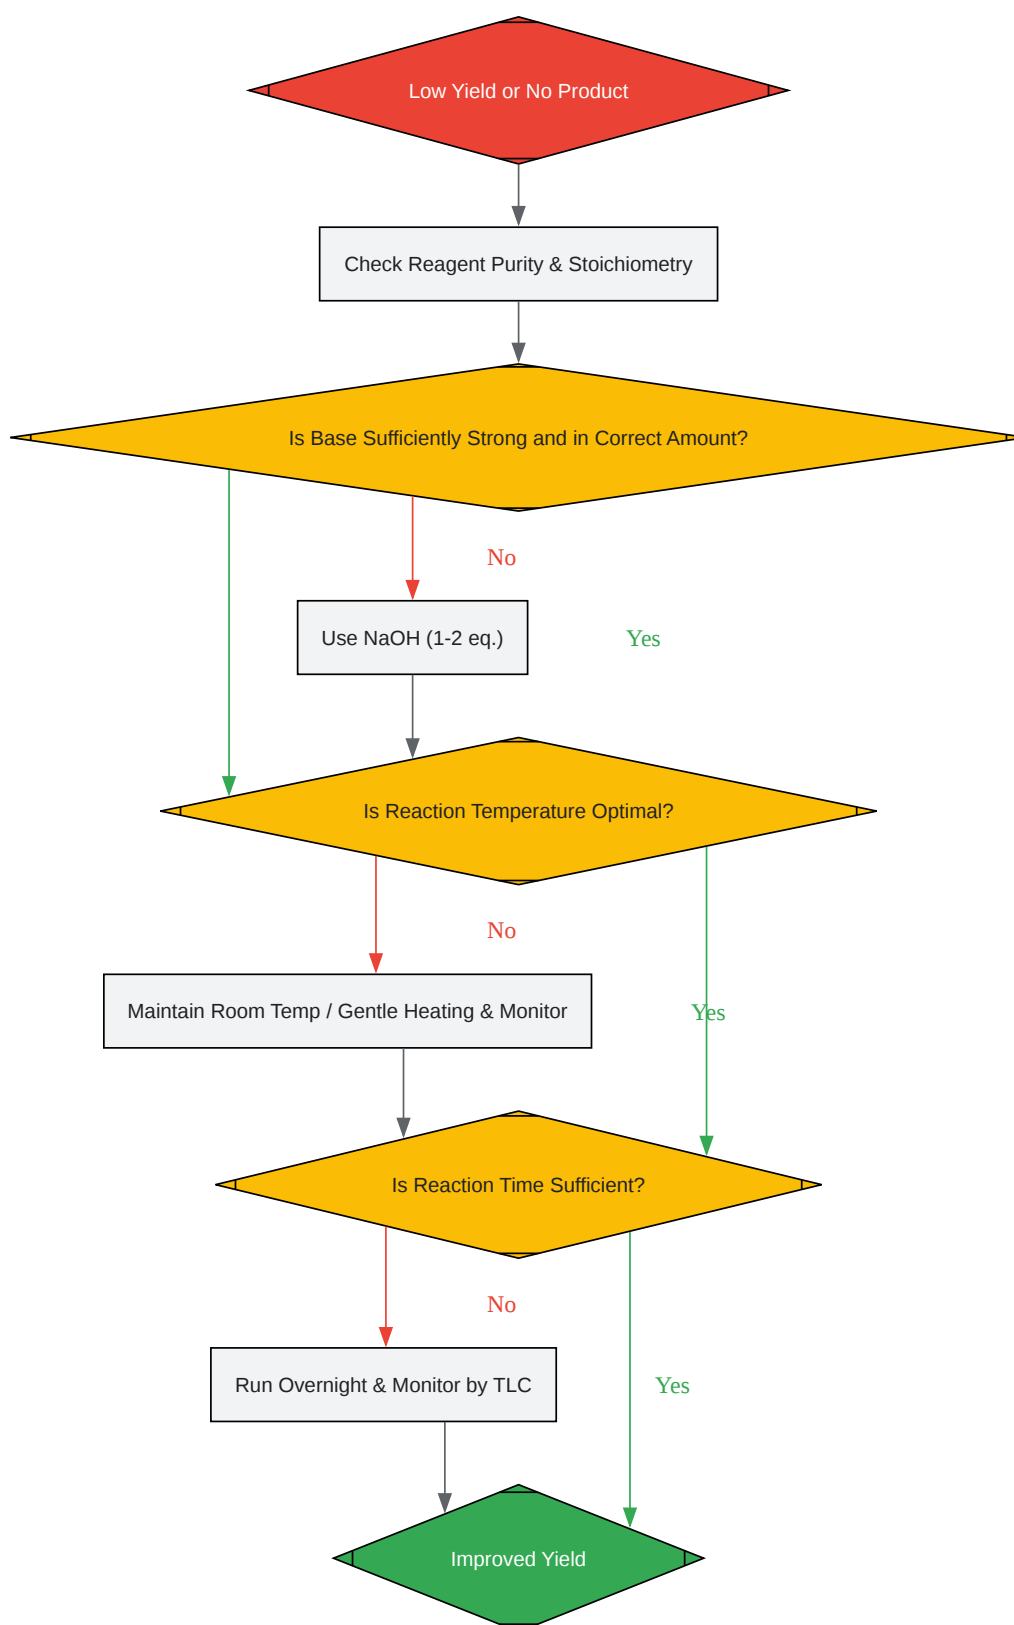 Low Yield or No Product
Check Reagent Purity & Stoichiometry
Is Base Sufficiently Strong and in Correct Amount?
No
Use NaOH (1-2 eq.)
Yes
Is Reaction Temperature Optimal?
No
Maintain Room Temp / Gentle Heating & Monitor
Yes
Is Reaction Time Sufficient?
No
Run Overnight & Monitor by TLC
Yes
Improved Yield